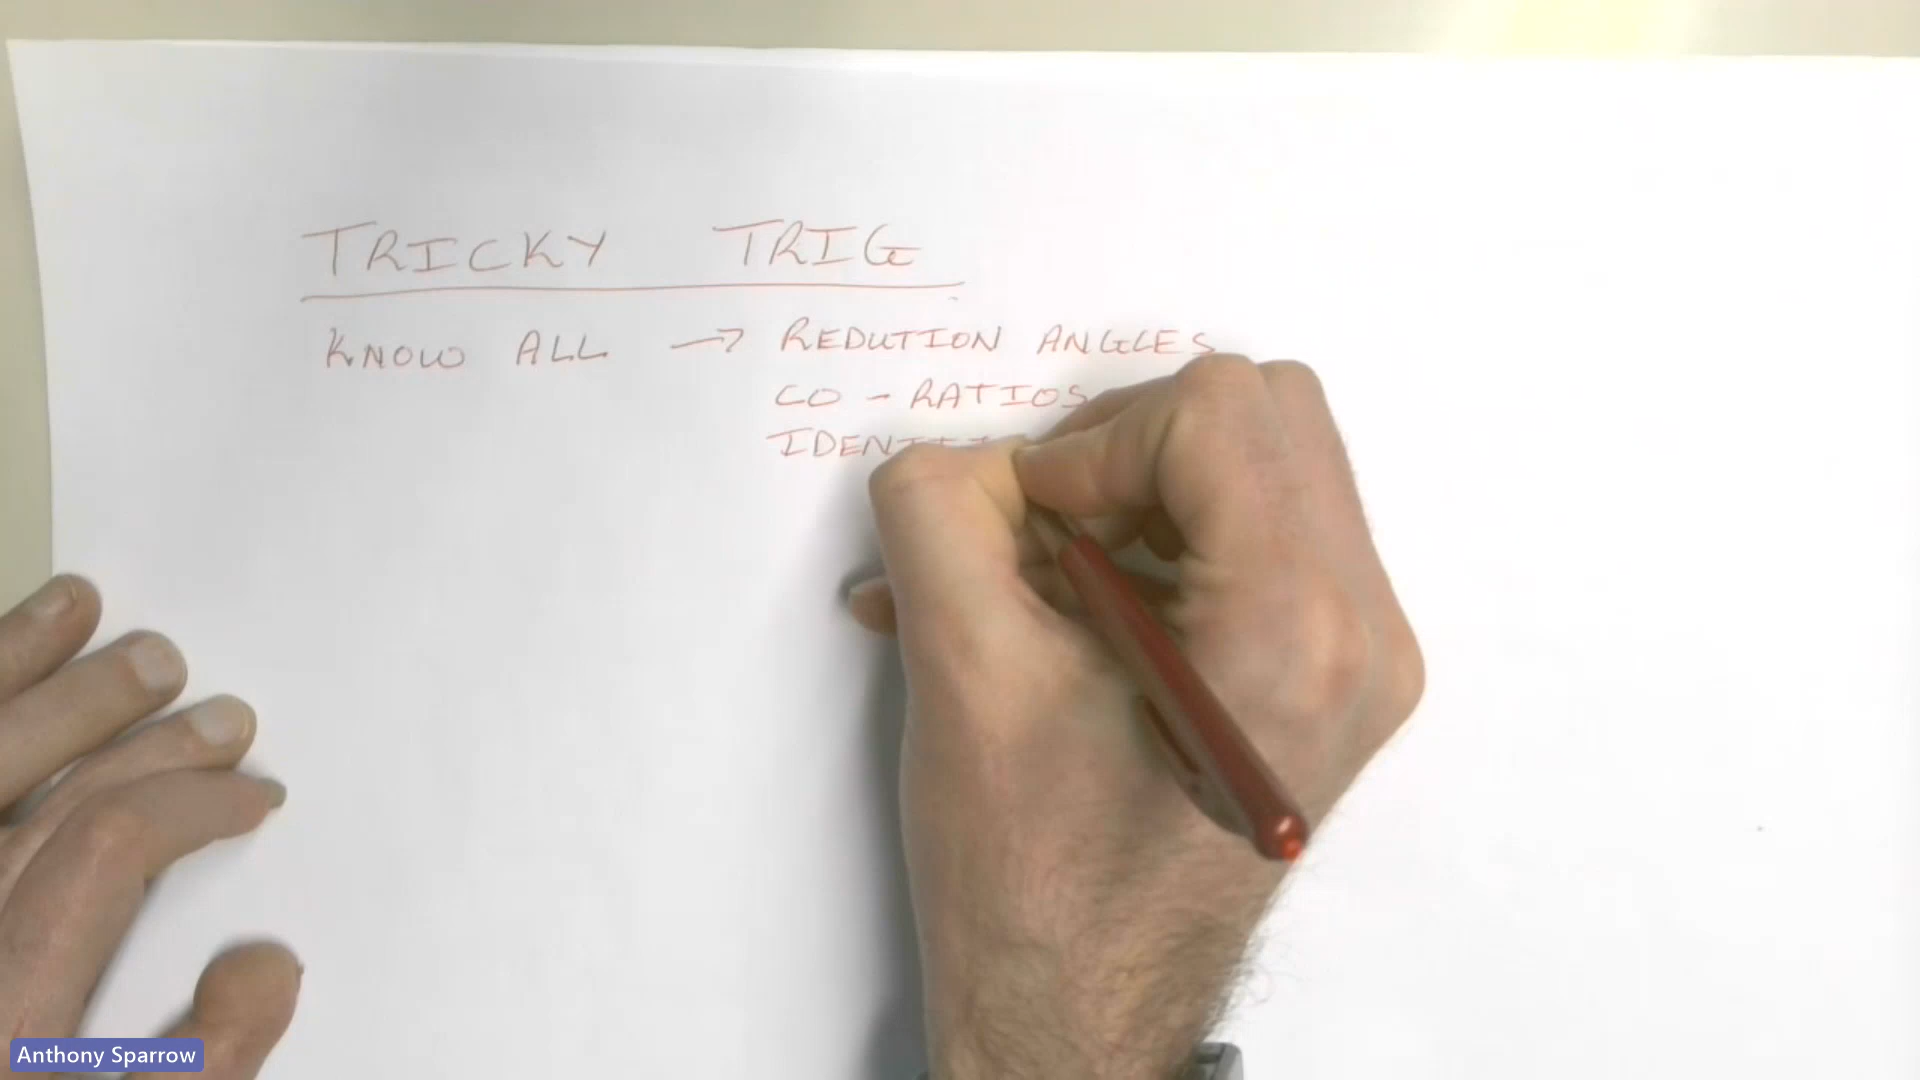 TRICKY TRIG
KNOW ALL → REDUTION ANGLES
CO - RATIOS
Anthony Sparrow